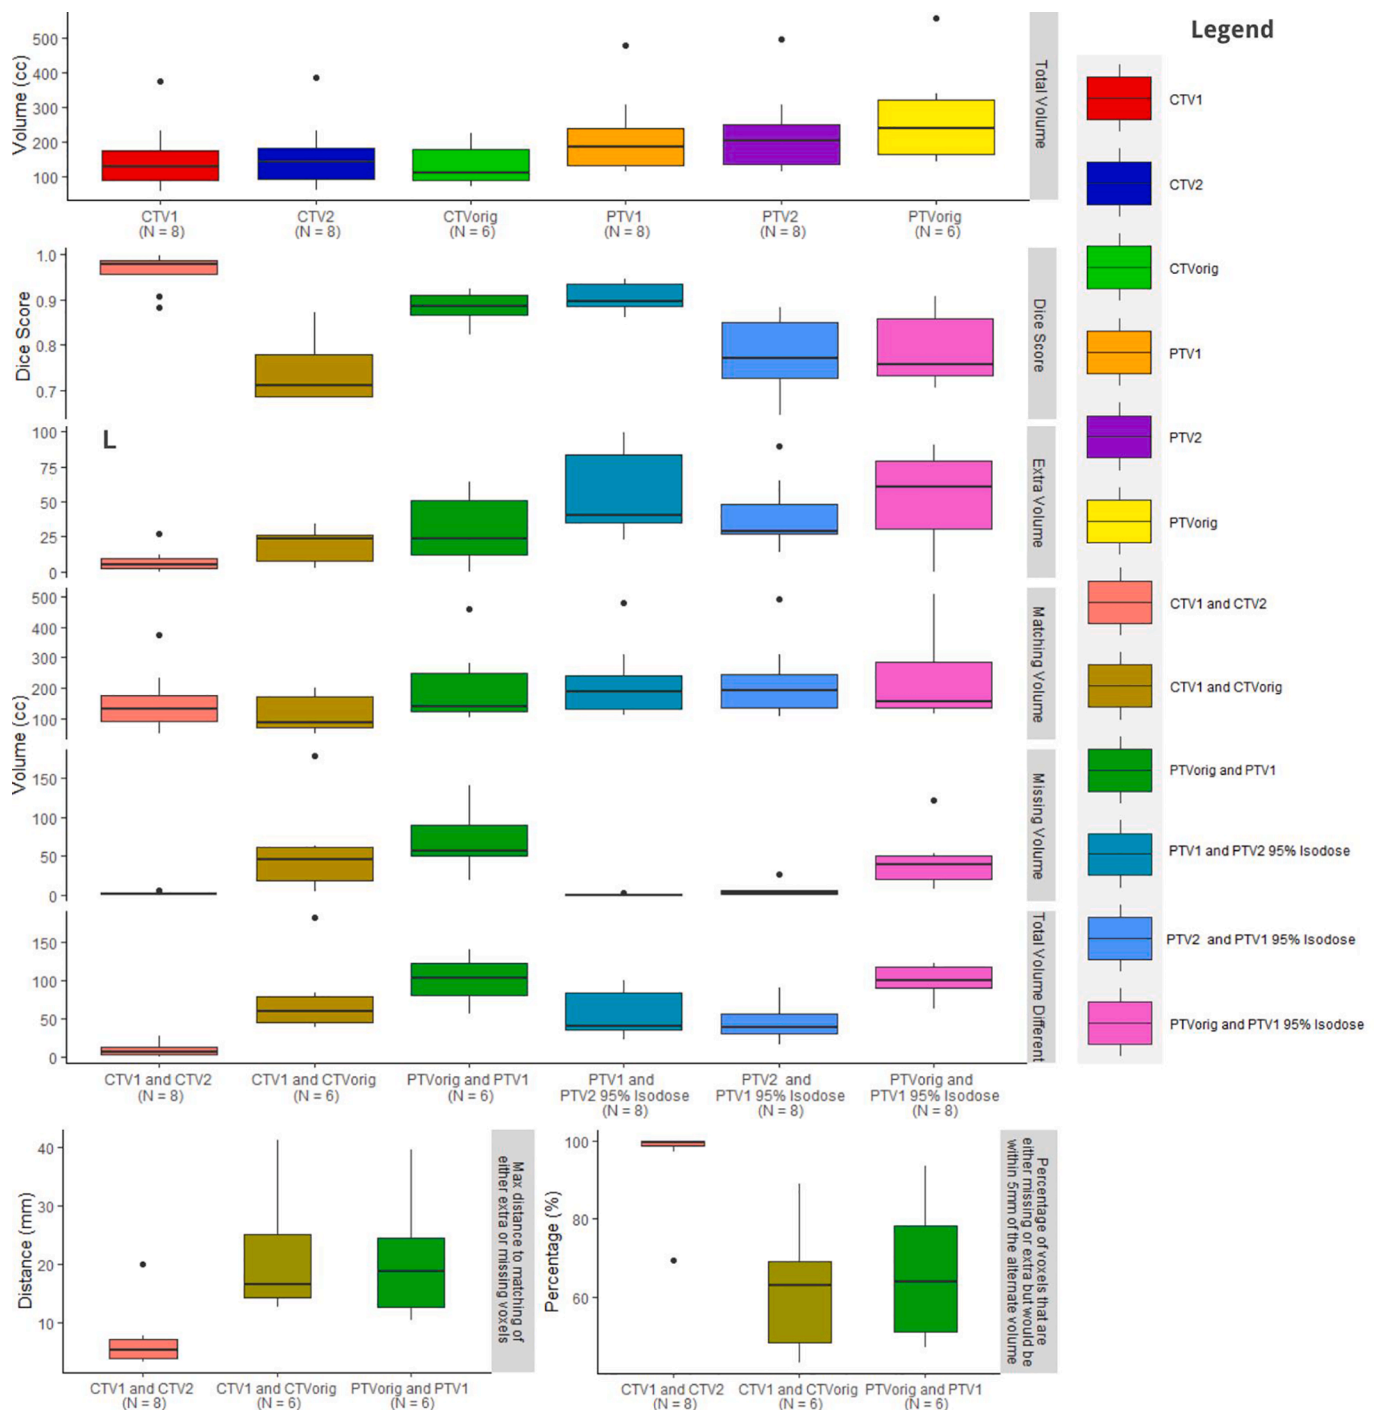 Legend
Volume (cc)
500
400
300
200
100
CTV1
(N = 8)
CTV2
(N = 8)
CTVorig
(N = 6)
PTV1
(N = 8)
PTV2
(N = 8)
PTVorig
(N = 6)
Total Volume
Dice Score
1.0
0.9
0.8
0.7
Dice Score
L
100
75
50
25
0
Extra Volume
Volume (cc)
500
400
300
200
100
Matching Volume
150
100
50
0
Missing Volume
150
100
50
0
Total Volume Different
CTV1 and CTV2
(N = 8)
CTV1 and CTVorig
(N = 6)
PTVorig and PTV1
(N = 6)
PTV1 and
PTV2 95% Isodose
(N = 8)
PTV2 and
PTV1 95% Isodose
(N = 8)
PTVorig and
PTV1 95% Isodose
(N = 8)
Distance (mm)
40
30
20
10
CTV1 and CTV2
(N = 8)
CTV1 and CTVorig
(N = 6)
PTVorig and PTV1
(N = 6)
Max distance to matching of
either extra or missing voxels
Percentage (%)
100
80
60
CTV1 and CTV2
(N = 8)
CTV1 and CTVorig
(N = 6)
PTVorig and PTV1
(N = 6)
Percentage of voxels that are
either missing or extra but would be
within 5mm of the alternate volume
CTV1
CTV2
CTVorig
PTV1
PTV2
PTVorig
CTV1 and CTV2
CTV1 and CTVorig
PTVorig and PTV1
PTV1 and PTV2 95% Isodose
PTV2 and PTV1 95% Isodose
PTVorig and PTV1 95% Isodose